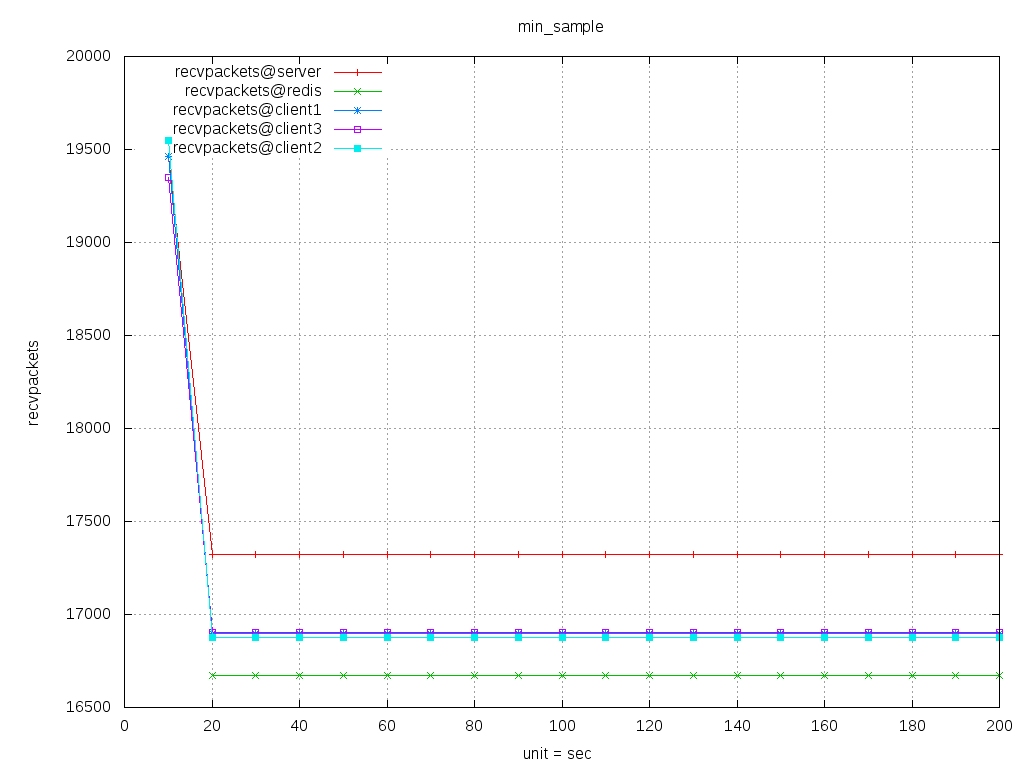 min_sample
20000
19500
19000
18500
18000
17500
17000
16500
recvpackets
recvpackets@server
recvpackets@redis
recvpackets@client1
recvpackets@client3
recvpackets@client2
0 20 40 60 80 100 120 140 160 180 200
unit = sec